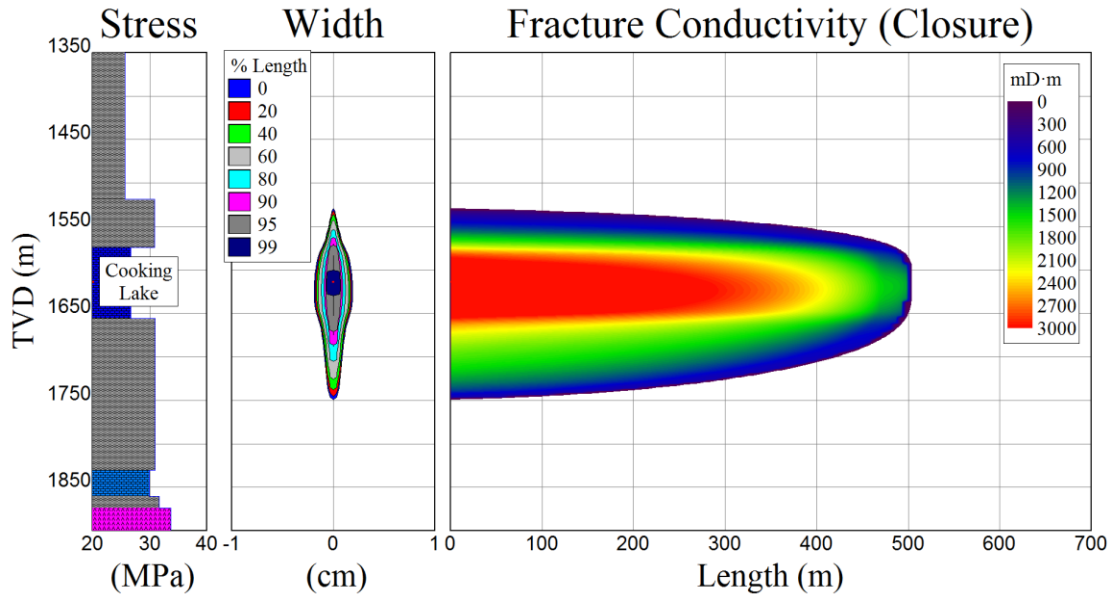 Stress
Width
Fracture Conductivity (Closure)
TVD (m)
1350
1450
1550
1650
1750
1850
Cooking
Lake
20 30 40
(MPa)
% Length
0
20
40
60
80
90
95
99
-1 0 1
(cm)
mD·m
0
300
600
900
1200
1500
1800
2100
2400
2700
3000
0 100 200 300 400 500 600 700
Length (m)